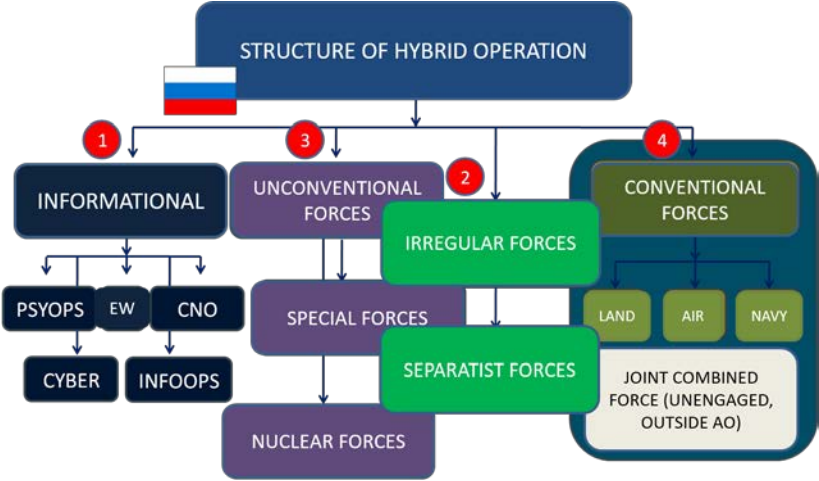 STRUCTURE OF HYBRID OPERATION
1
3
2
4
INFORMATIONAL
UNCONVENTIONAL
FORCES
IRREGULAR FORCES
CONVENTIONAL
FORCES
PSYOPS
EW
CNO
SPECIAL FORCES
LAND
AIR
NAVY
CYBER
INFOOPS
SEPARATIST FORCES
JOINT COMBINED
FORCE (UNENGAGED,
OUTSIDE AO)
NUCLEAR FORCES